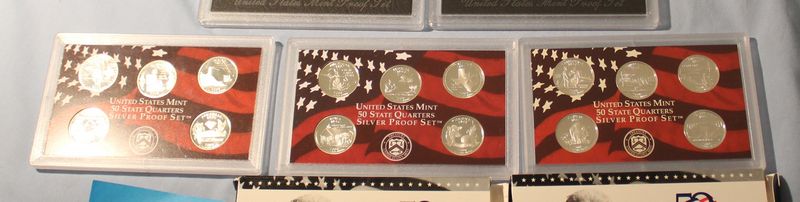 United States Mint Proof Set
United States Mint Proof Set
UNITED STATES MINT
50 STATE QUARTERS
SILVER PROOF SET™
UNITED STATES MINT
50 STATE QUARTERS
SILVER PROOF SET™
UNITED STATES MINT
50 STATE QUARTERS
SILVER PROOF SET™
50